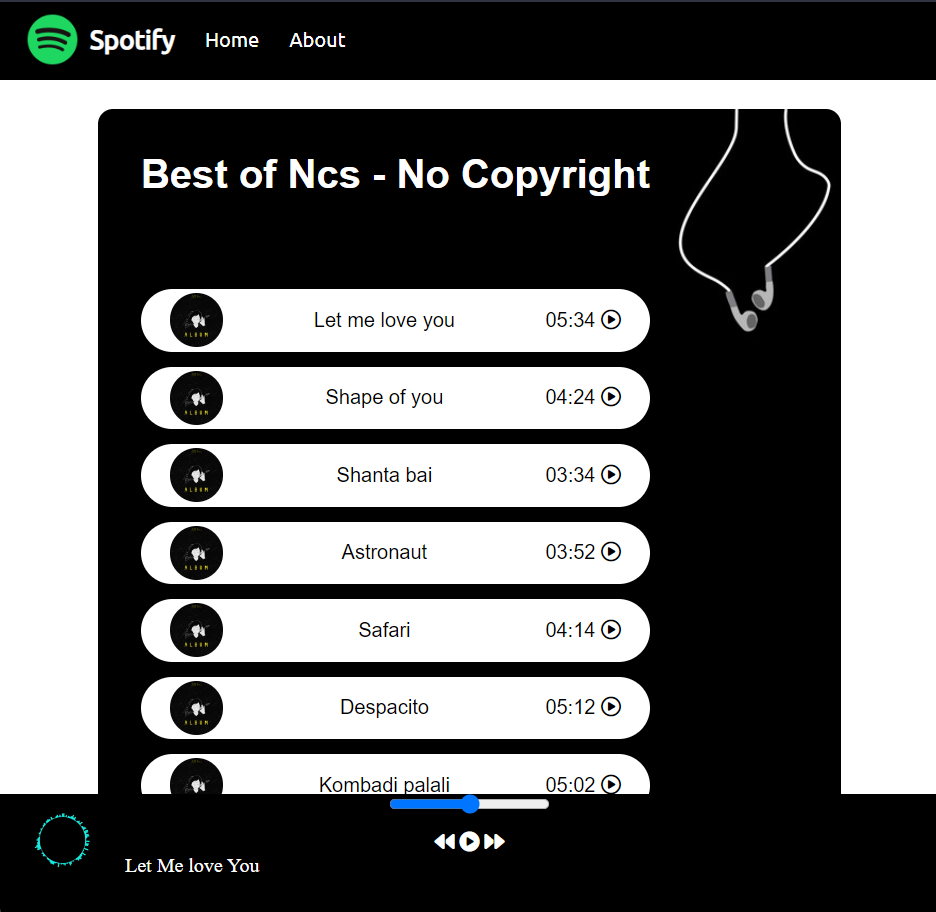 Spotify Home About
Best of Ncs - No Copyright
Let me love you 05:34
Shape of you 04:24
Shanta bai 03:34
Astronaut 03:52
Safari 04:14
Despacito 05:12
Kombadi palali 05:02
Let Me love You